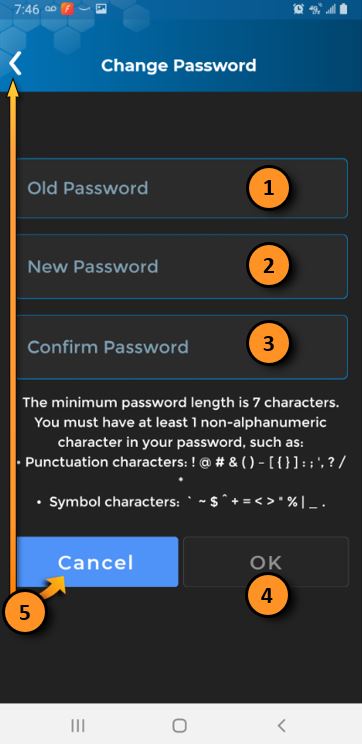 7:46
Change Password
Old Password 1
New Password 2
Confirm Password 3
The minimum password length is 7 characters.
You must have at least 1 non-alphanumeric
character in your password, such as:
• Punctuation characters: ! @ # & ( ) – [ { } ] : ; ', ? /
*
• Symbol characters: ` ~ $ ^ + = < > " % | _ .
Cancel OK
5 4